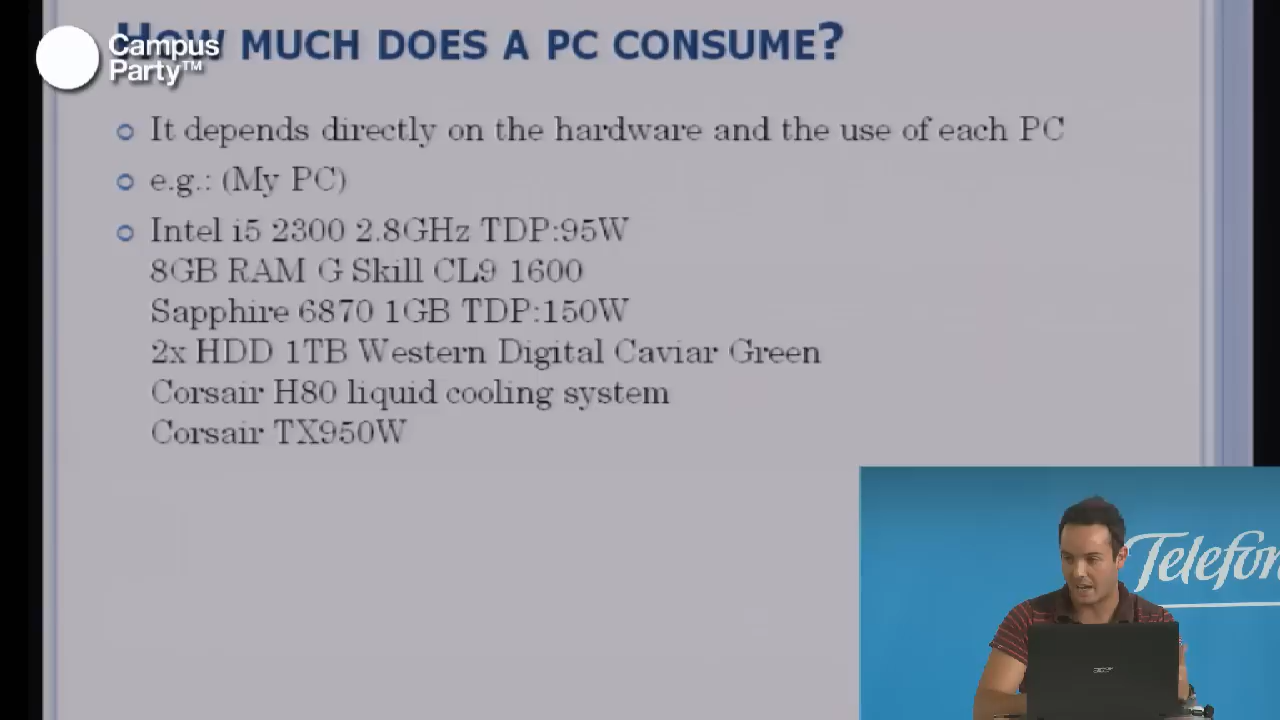 HOW MUCH DOES A PC CONSUME?
Campus
Party™
It depends directly on the hardware and the use of each PC
e.g.: (My PC)
Intel i5 2300 2.8GHz TDP:95W
8GB RAM G Skill CL9 1600
Sapphire 6870 1GB TDP:150W
2x HDD 1TB Western Digital Caviar Green
Corsair H80 liquid cooling system
Corsair TX950W
Telefon
acer